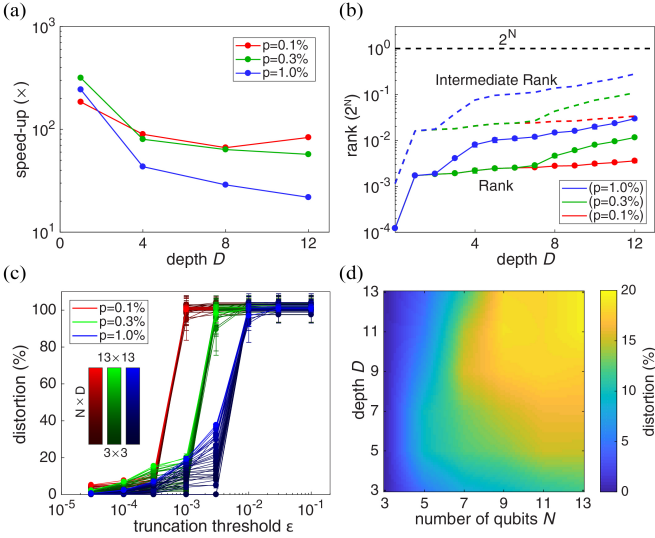 (a)
10³
10²
10¹
speed-up (×)
p=0.1%
p=0.3%
p=1.0%
0
4
8
12
depth D
(b)
10⁰
10⁻¹
10⁻²
10⁻³
10⁻⁴
rank (2ᴺ)
2ᴺ
Intermediate Rank
Rank
(p=1.0%)
(p=0.3%)
(p=0.1%)
4
8
12
depth D
(c)
100
80
60
40
20
0
distortion (%)
p=0.1%
p=0.3%
p=1.0%
13×13
N × D
3×3
10⁻⁵
10⁻⁴
10⁻³
10⁻²
10⁻¹
truncation threshold ε
(d)
13
11
9
7
5
3
depth D
3
5
7
9
11
13
number of qubits N
20
15
10
5
0
distortion (%)